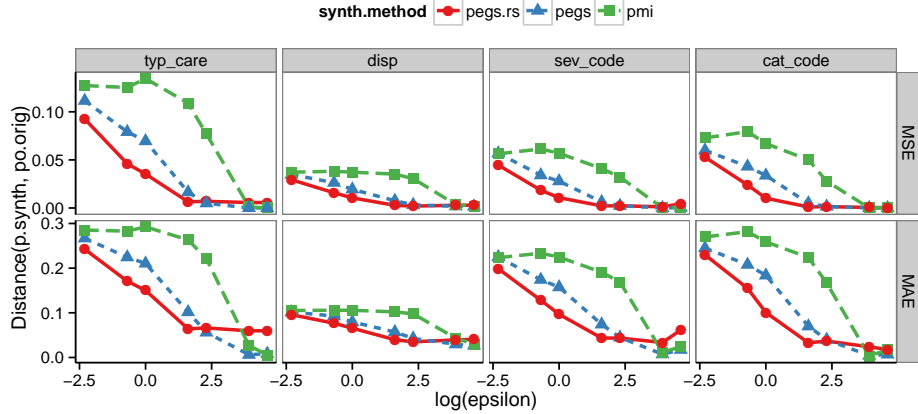 synth.method pegs.rs pegs pmi
typ_care disp sev_code cat_code
0.10
0.05
0.00
MSE
0.3
0.2
0.1
0.0
MAE
Distance(p.synth, po.orig)
−2.5 0.0 2.5 −2.5 0.0 2.5 −2.5 0.0 2.5 −2.5 0.0 2.5
log(epsilon)